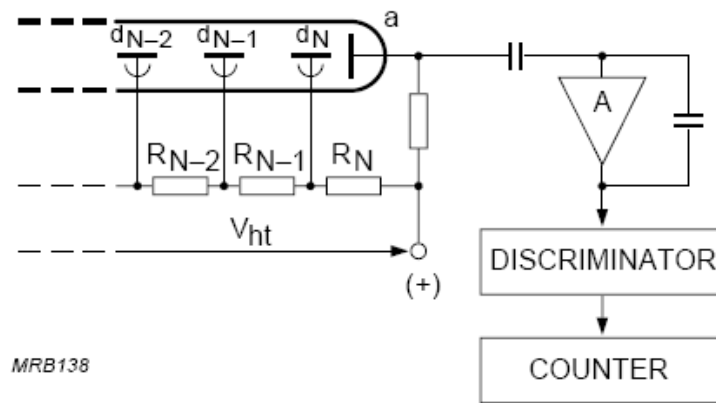 a
dN–2 dN–1 dN
A
RN–2 RN–1 RN
Vht
(+)
DISCRIMINATOR
COUNTER
MRB138